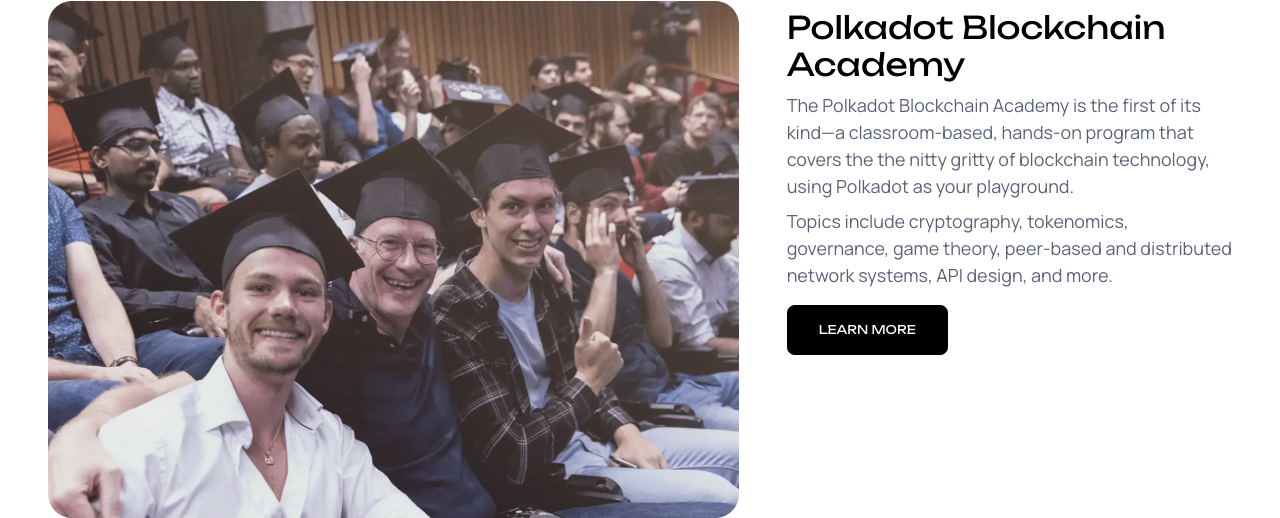 Polkadot Blockchain
Academy
The Polkadot Blockchain Academy is the first of its
kind—a classroom-based, hands-on program that
covers the the nitty gritty of blockchain technology,
using Polkadot as your playground.
Topics include cryptography, tokenomics,
governance, game theory, peer-based and distributed
network systems, API design, and more.
LEARN MORE